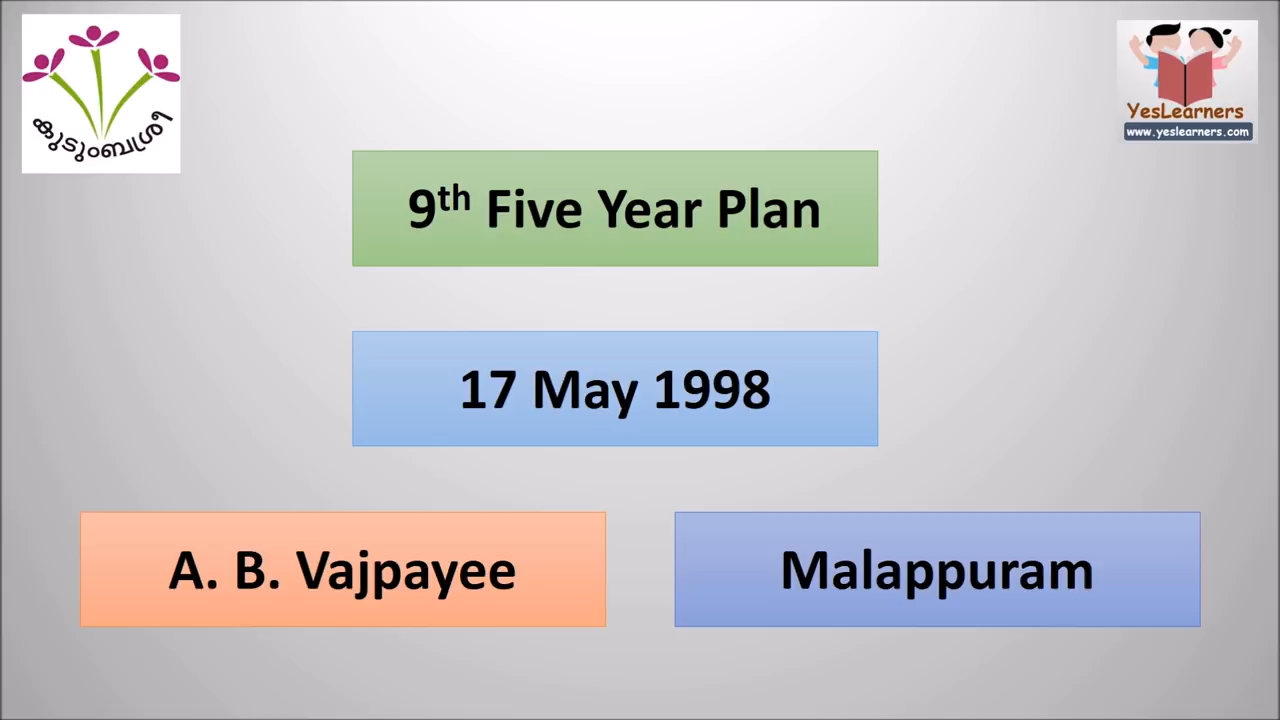 കുടുംബശ്രീ
YesLearners
www.yeslearners.com
9th Five Year Plan
17 May 1998
A. B. Vajpayee
Malappuram